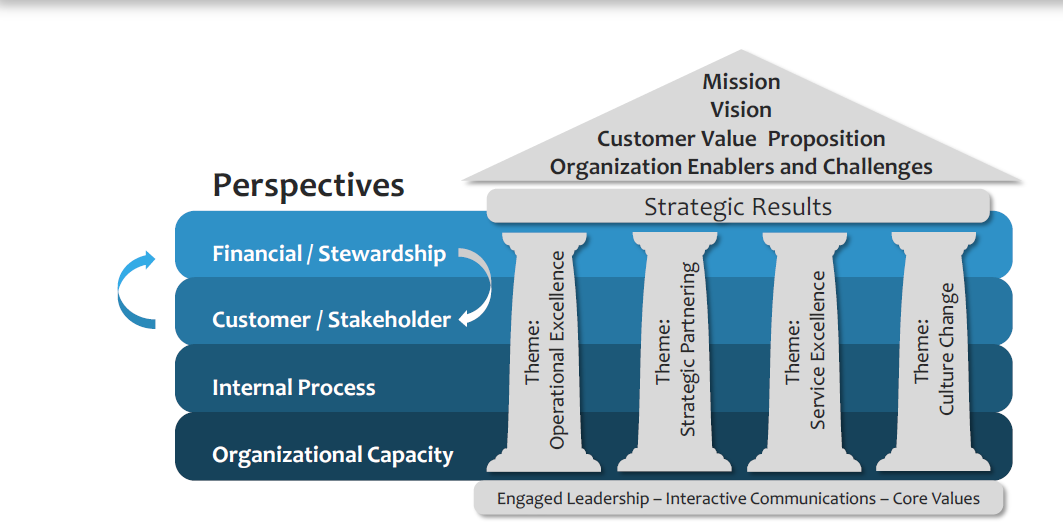 Mission
Vision
Customer Value Proposition
Organization Enablers and Challenges
Perspectives
Strategic Results
Financial / Stewardship
Customer / Stakeholder
Internal Process
Organizational Capacity
Theme:
Operational Excellence
Theme:
Strategic Partnering
Theme:
Service Excellence
Theme:
Culture Change
Engaged Leadership – Interactive Communications – Core Values